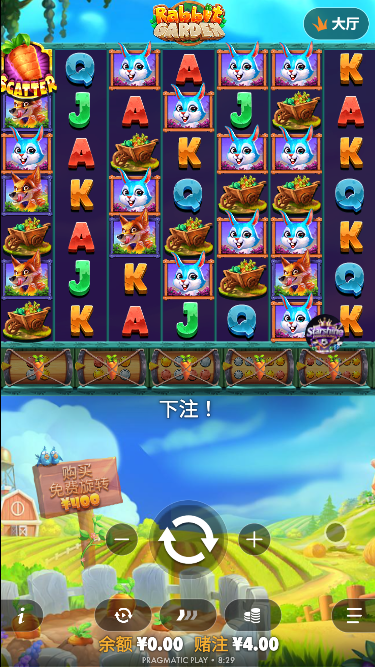 Rabbit
GARDEN
大厅
SCATTER
Q A K
J A J A
A K K
K Q Q
A K
J K Q
K A J Q K
Starshine
下注！
购买
免费旋转
¥400
余额 ¥0.00 赌注 ¥4.00
PRAGMATIC PLAY • 8:29